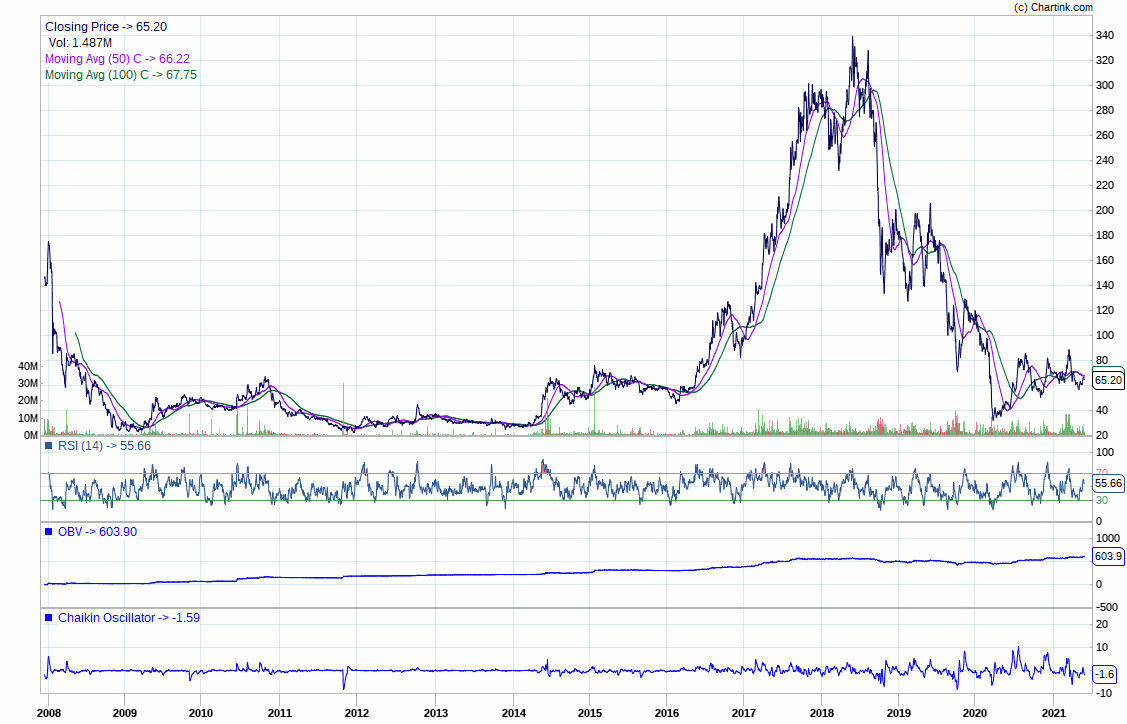 (c) Chartink.com
Closing Price -> 65.20
Vol: 1.487M
Moving Avg (50) C -> 66.22
Moving Avg (100) C -> 67.75
340
320
300
280
260
240
220
200
180
160
140
120
100
80
65.20
40
20
40M
30M
20M
10M
0M
RSI (14) -> 55.66
100
70
55.66
30
0
OBV -> 603.90
1000
603.9
0
-500
Chaikin Oscillator -> -1.59
20
10
-1.6
-10
2008 2009 2010 2011 2012 2013 2014 2015 2016 2017 2018 2019 2020 2021